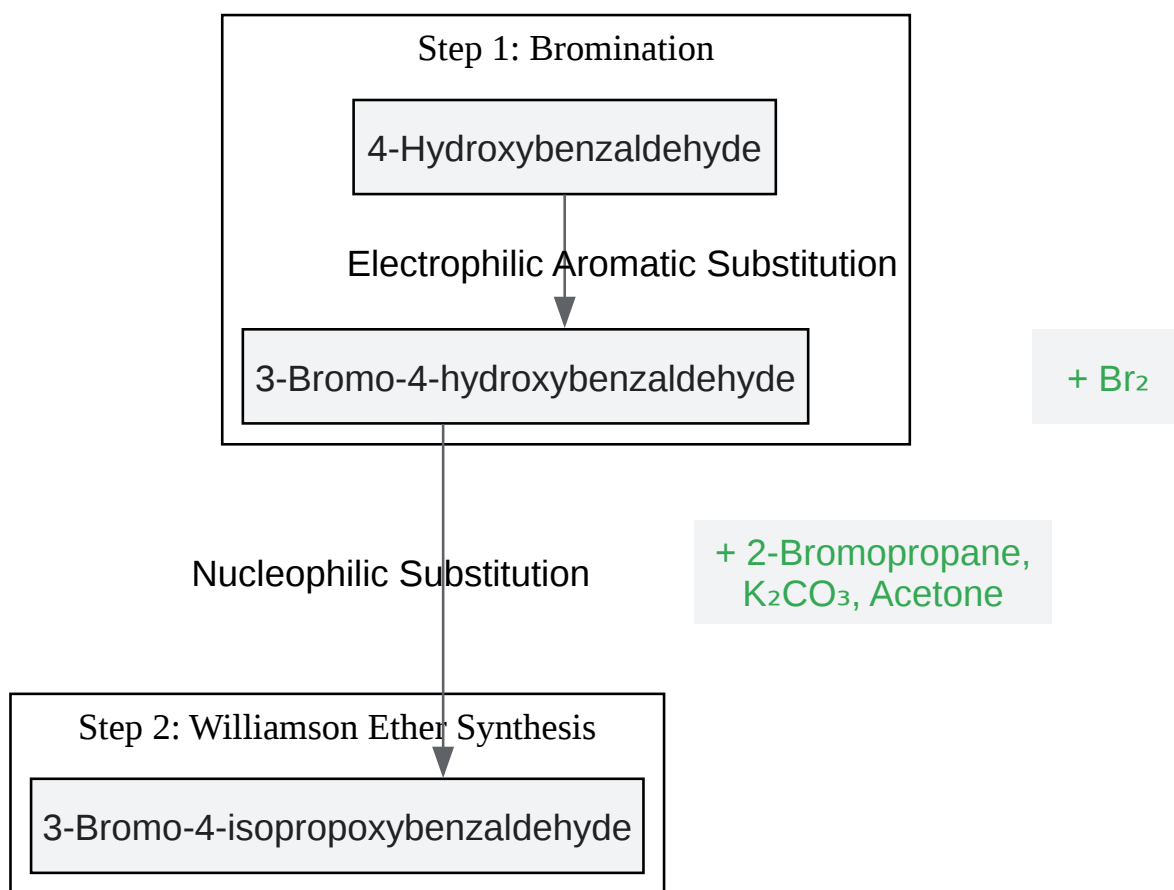 Step 1: Bromination
4-Hydroxybenzaldehyde
Electrophilic Aromatic Substitution
3-Bromo-4-hydroxybenzaldehyde
+ Br₂
+ 2-Bromopropane,
K₂CO₃, Acetone
Nucleophilic Substitution
Step 2: Williamson Ether Synthesis
3-Bromo-4-isopropoxybenzaldehyde